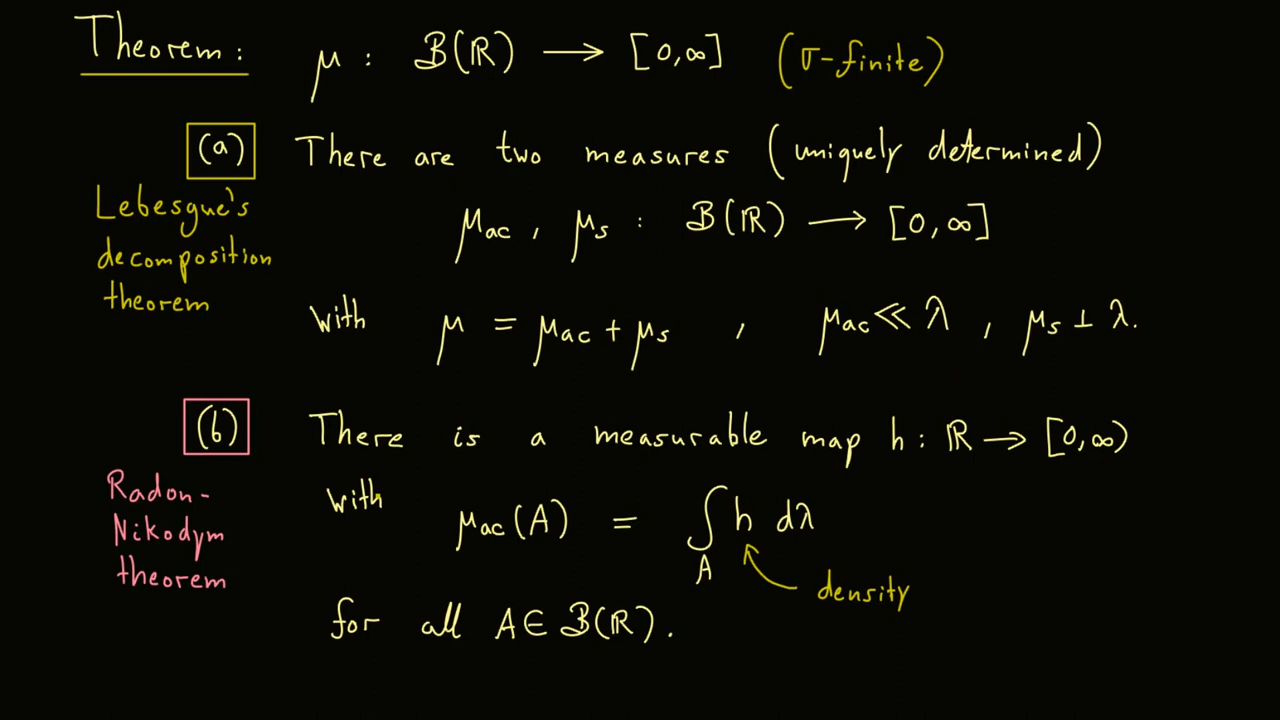 Theorem: μ : ℬ(ℝ) ⟶ [0,∞] (σ-finite)
(a) There are two measures (uniquely determined)
Lebesgue's
decomposition
theorem
μac , μs : ℬ(ℝ) ⟶ [0,∞]
with μ = μac + μs , μac ≪ λ , μs ⊥ λ.
(b) There is a measurable map h : ℝ ⟶ [0,∞)
Radon-
Nikodym
theorem
with μac(A) = ∫A h dλ
density
for all A ∈ ℬ(ℝ).